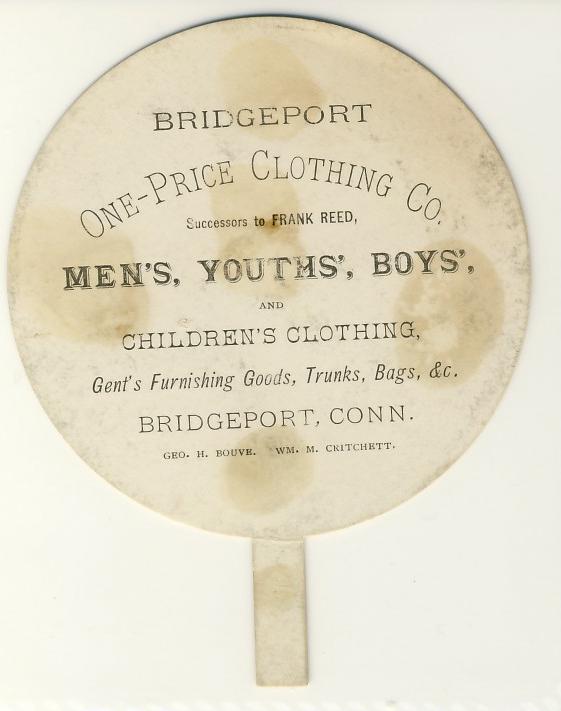 BRIDGEPORT
ONE-PRICE CLOTHING CO.
Successors to FRANK REED,
MEN'S, YOUTHS', BOYS',
AND
CHILDREN'S CLOTHING,
Gent's Furnishing Goods, Trunks, Bags, &c.
BRIDGEPORT, CONN.
GEO. H. BOUVE. WM. M. CRITCHETT.